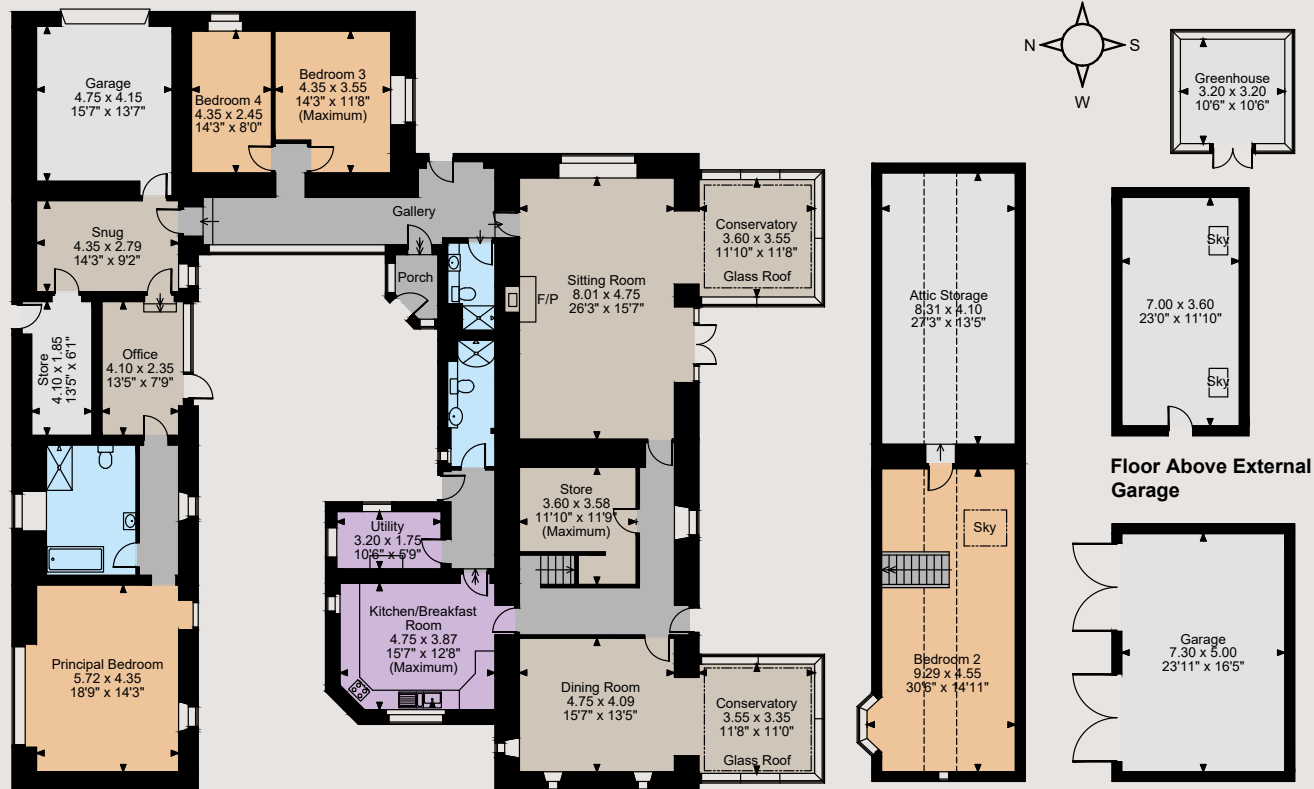 Garage
4.75 x 4.15
15'7" x 13'7"
Bedroom 4
4.35 x 2.45
14'3" x 8'0"
Bedroom 3
4.35 x 3.55
14'3" x 11'8"
(Maximum)
N
S
W
Greenhouse
3.20 x 3.20
10'6" x 10'6"
Snug
4.35 x 2.79
14'3" x 9'2"
Gallery
Porch
Conservatory
3.60 x 3.55
11'10" x 11'8"
Glass Roof
Sitting Room
8.01 x 4.75
26'3" x 15'7"
F/P
Store
4.10 x 1.85
13'5" x 6'1"
Office
4.10 x 2.35
13'5" x 7'9"
Attic Storage
8.31 x 4.10
27'3" x 13'5"
Sky
7.00 x 3.60
23'0" x 11'10"
Sky
Floor Above External
Garage
Store
3.60 x 3.58
11'10" x 11'9"
(Maximum)
Utility
3.20 x 1.75
10'6" x 5'9"
Sky
Kitchen/Breakfast
Room
4.75 x 3.87
15'7" x 12'8"
(Maximum)
Principal Bedroom
5.72 x 4.35
18'9" x 14'3"
Dining Room
4.75 x 4.09
15'7" x 13'5"
Conservatory
3.55 x 3.35
11'8" x 11'0"
Glass Roof
Bedroom 2
9.29 x 4.55
30'6" x 14'11"
Garage
7.30 x 5.00
23'11" x 16'5"